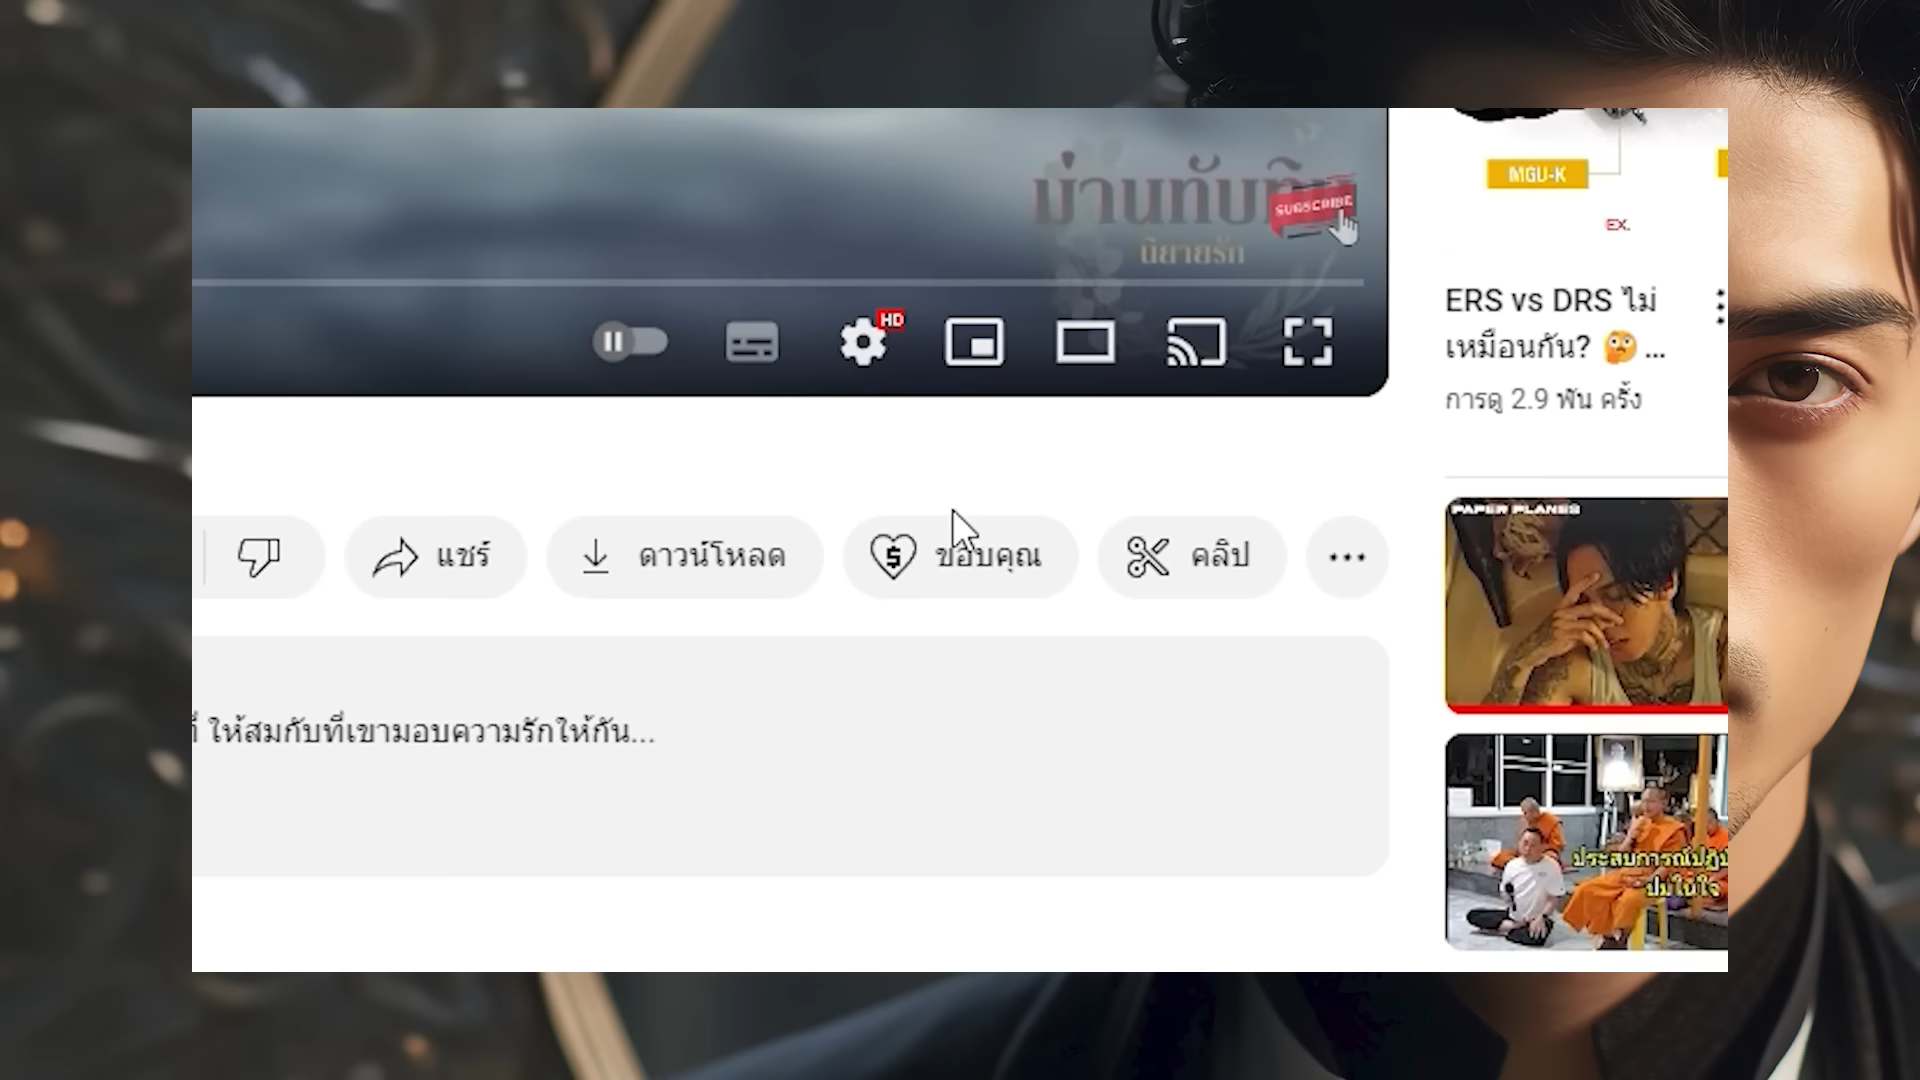 ม่านทับทิม
SUBSCRIBE
นิยายรัก
HD
MGU-K
EX.
ERS vs DRS ไม่
เหมือนกัน? 🤔 ...
การดู 2.9 พัน ครั้ง
แชร์
ดาวน์โหลด
ขอบคุณ
คลิป
ให้สมกับที่เขามอบความรักให้กัน...
PAPER PLANES
ประสบการณ์ปฏิบ
ปมในใจ